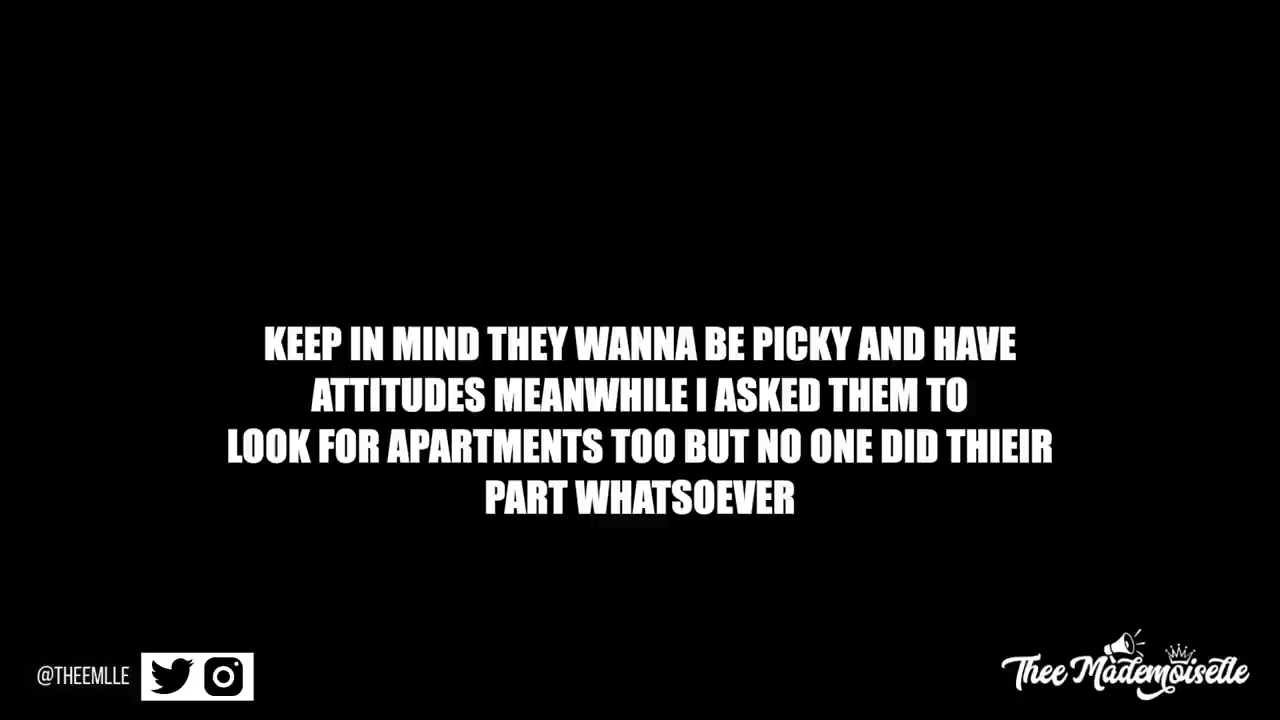 KEEP IN MIND THEY WANNA BE PICKY AND HAVE
ATTITUDES MEANWHILE I ASKED THEM TO
LOOK FOR APARTMENTS TOO BUT NO ONE DID THIEIR
PART WHATSOEVER
@THEEMLLE
Thee Mademoiselle